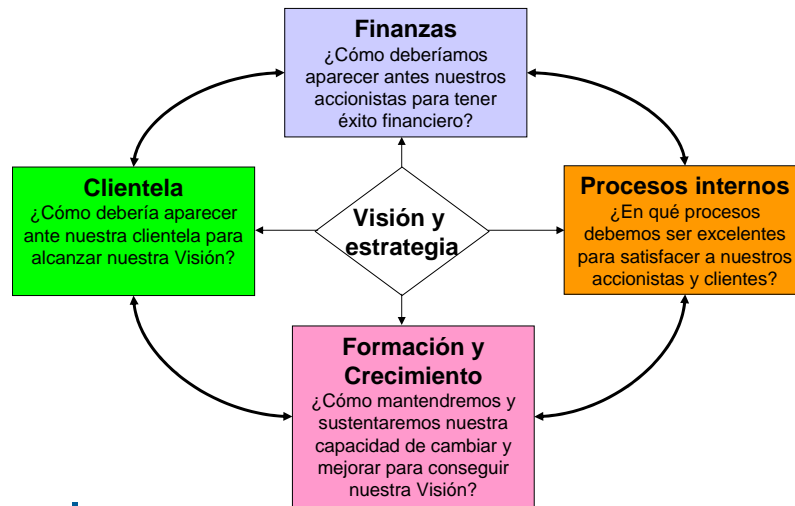 Finanzas
¿Cómo deberíamos
aparecer antes nuestros
accionistas para tener
éxito financiero?
Clientela
¿Cómo debería aparecer
ante nuestra clientela para
alcanzar nuestra Visión?
Visión y
estrategia
Procesos internos
¿En qué procesos
debemos ser excelentes
para satisfacer a nuestros
accionistas y clientes?
Formación y
Crecimiento
¿Cómo mantendremos y
sustentaremos nuestra
capacidad de cambiar y
mejorar para conseguir
nuestra Visión?